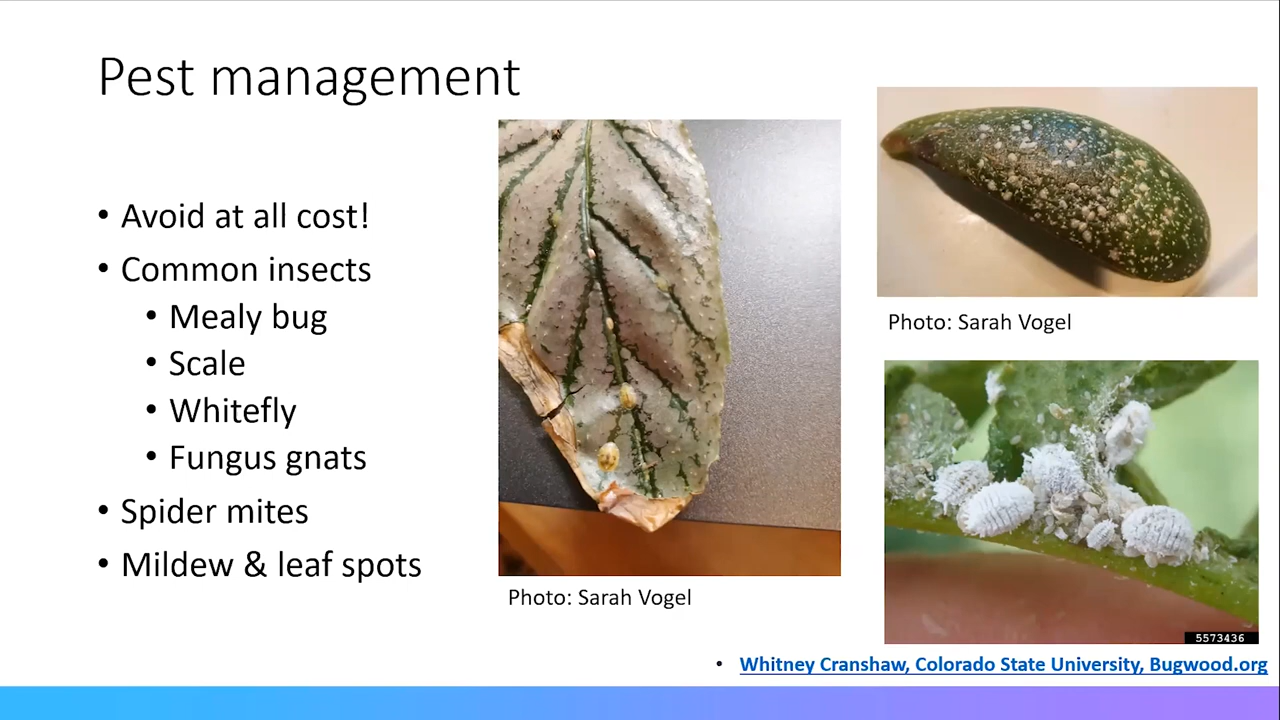 Pest management
• Avoid at all cost!
• Common insects
• Mealy bug
• Scale
• Whitefly
• Fungus gnats
• Spider mites
• Mildew & leaf spots
Photo: Sarah Vogel
Photo: Sarah Vogel
5573436
• Whitney Cranshaw, Colorado State University, Bugwood.org